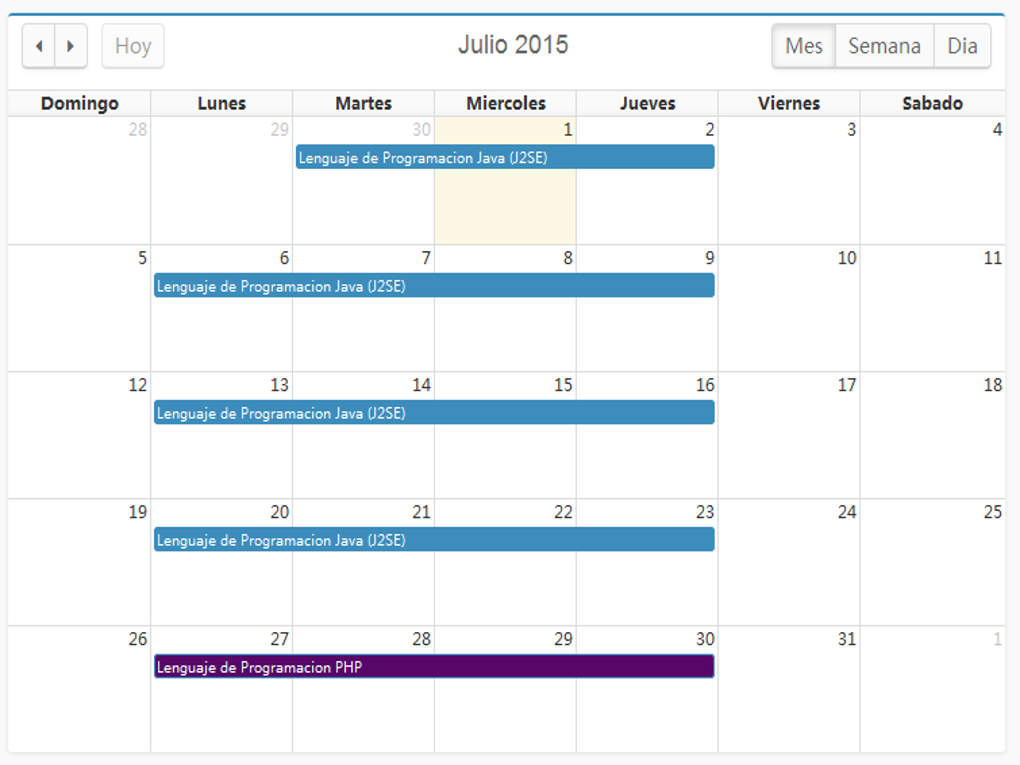 Hoy Julio 2015 Mes Semana Dia
Domingo Lunes Martes Miercoles Jueves Viernes Sabado
28 29 30 1 2 3 4
Lenguaje de Programacion Java (J2SE)
5 6 7 8 9 10 11
Lenguaje de Programacion Java (J2SE)
12 13 14 15 16 17 18
Lenguaje de Programacion Java (J2SE)
19 20 21 22 23 24 25
Lenguaje de Programacion Java (J2SE)
26 27 28 29 30 31 1
Lenguaje de Programacion PHP